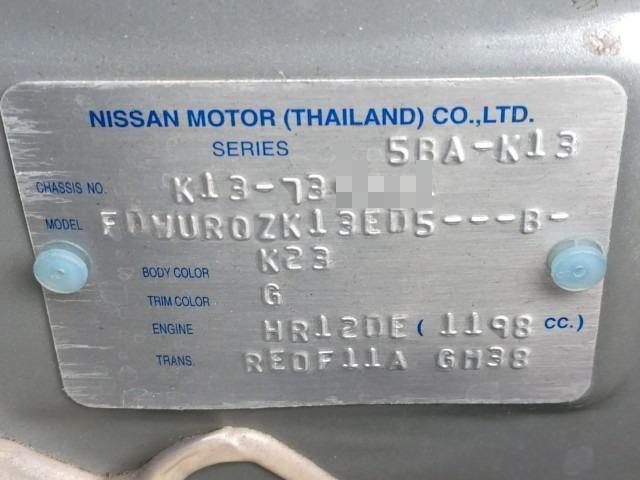 NISSAN MOTOR (THAILAND) CO.,LTD.
SERIES 5BA-K13
CHASSIS NO. K13-73
MODEL FDWURQZK13ED5---B-
BODY COLOR K23
TRIM COLOR G
ENGINE HR12DE ( 1198 CC.)
TRANS. RE0F11A GH38